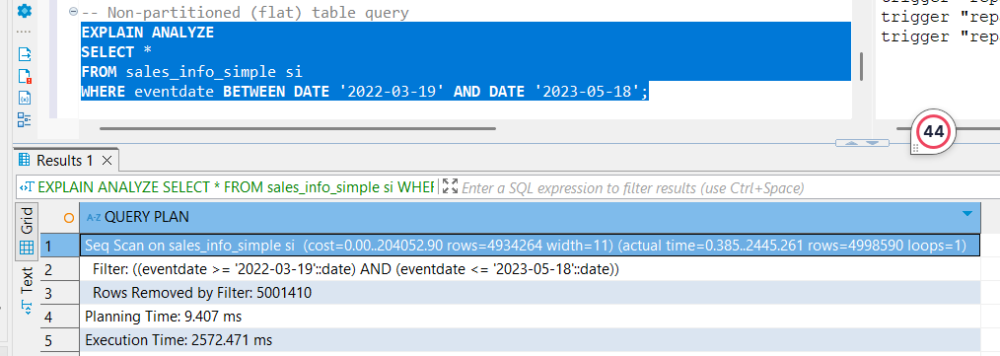 -- Non-partitioned (flat) table query
EXPLAIN ANALYZE
SELECT *
FROM sales_info_simple si
WHERE eventdate BETWEEN DATE '2022-03-19' AND DATE '2023-05-18';
trigger "rep
trigger "rep
44
Results 1
EXPLAIN ANALYZE SELECT * FROM sales_info_simple si WHER
Enter a SQL expression to filter results (use Ctrl+Space)
Grid
Text
A-Z QUERY PLAN
1 Seq Scan on sales_info_simple si (cost=0.00..204052.90 rows=4934264 width=11) (actual time=0.385..2445.261 rows=4998590 loops=1)
2 Filter: ((eventdate >= '2022-03-19'::date) AND (eventdate <= '2023-05-18'::date))
3 Rows Removed by Filter: 5001410
4 Planning Time: 9.407 ms
5 Execution Time: 2572.471 ms